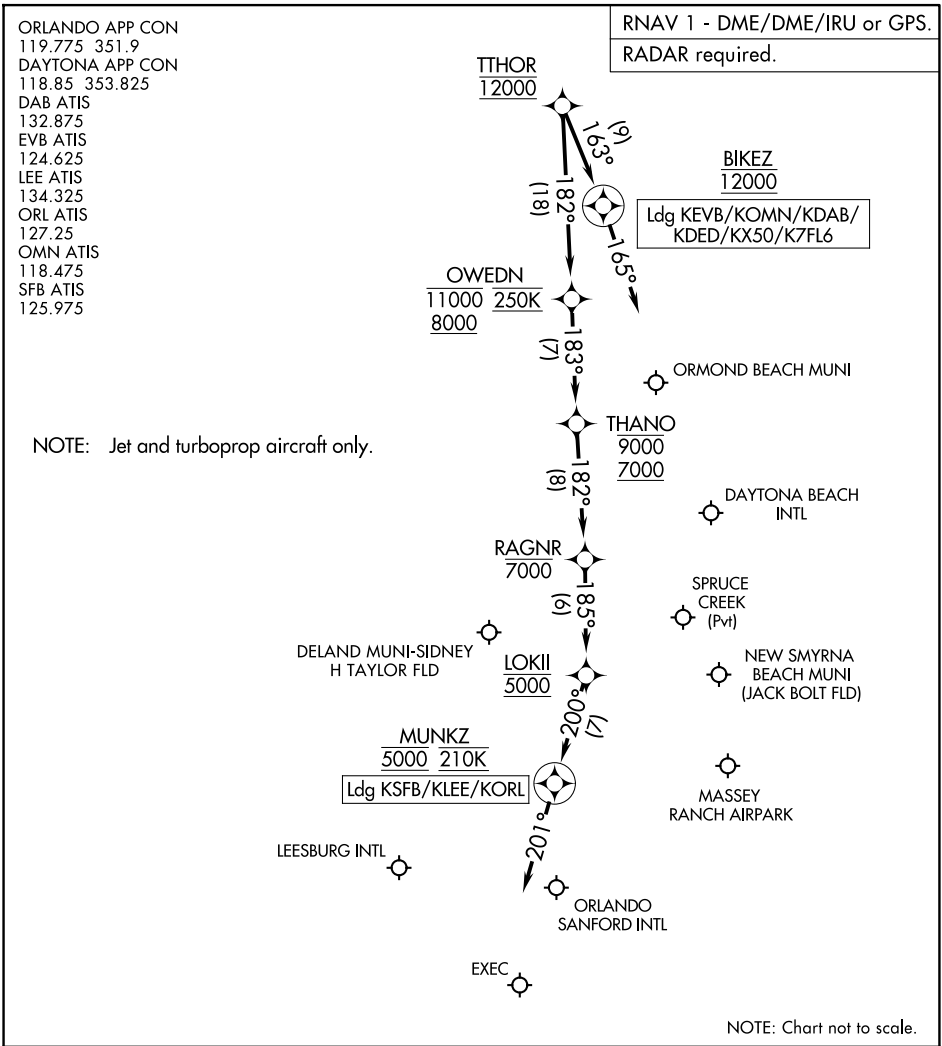 ORLANDO APP CON
119.775 351.9
DAYTONA APP CON
118.85 353.825
DAB ATIS
132.875
EVB ATIS
124.625
LEE ATIS
134.325
ORL ATIS
127.25
OMN ATIS
118.475
SFB ATIS
125.975
RNAV 1 - DME/DME/IRU or GPS.
RADAR required.
TTHOR
12000
(9)
163°
BIKEZ
12000
Ldg KEVB/KOMN/KDAB/
KDED/KX50/K7FL6
165°
182°
(18)
OWEDN
11000 250K
8000
183°
(7)
ORMOND BEACH MUNI
NOTE: Jet and turboprop aircraft only.
THANO
9000
7000
182°
(8)
DAYTONA BEACH
INTL
RAGNR
7000
185°
(6)
SPRUCE
CREEK
(Pvt)
DELAND MUNI-SIDNEY
H TAYLOR FLD
LOKII
5000
NEW SMYRNA
BEACH MUNI
(JACK BOLT FLD)
200°
(7)
MUNKZ
5000 210K
Ldg KSFB/KLEE/KORL
MASSEY
RANCH AIRPARK
201°
LEESBURG INTL
ORLANDO
SANFORD INTL
EXEC
NOTE: Chart not to scale.